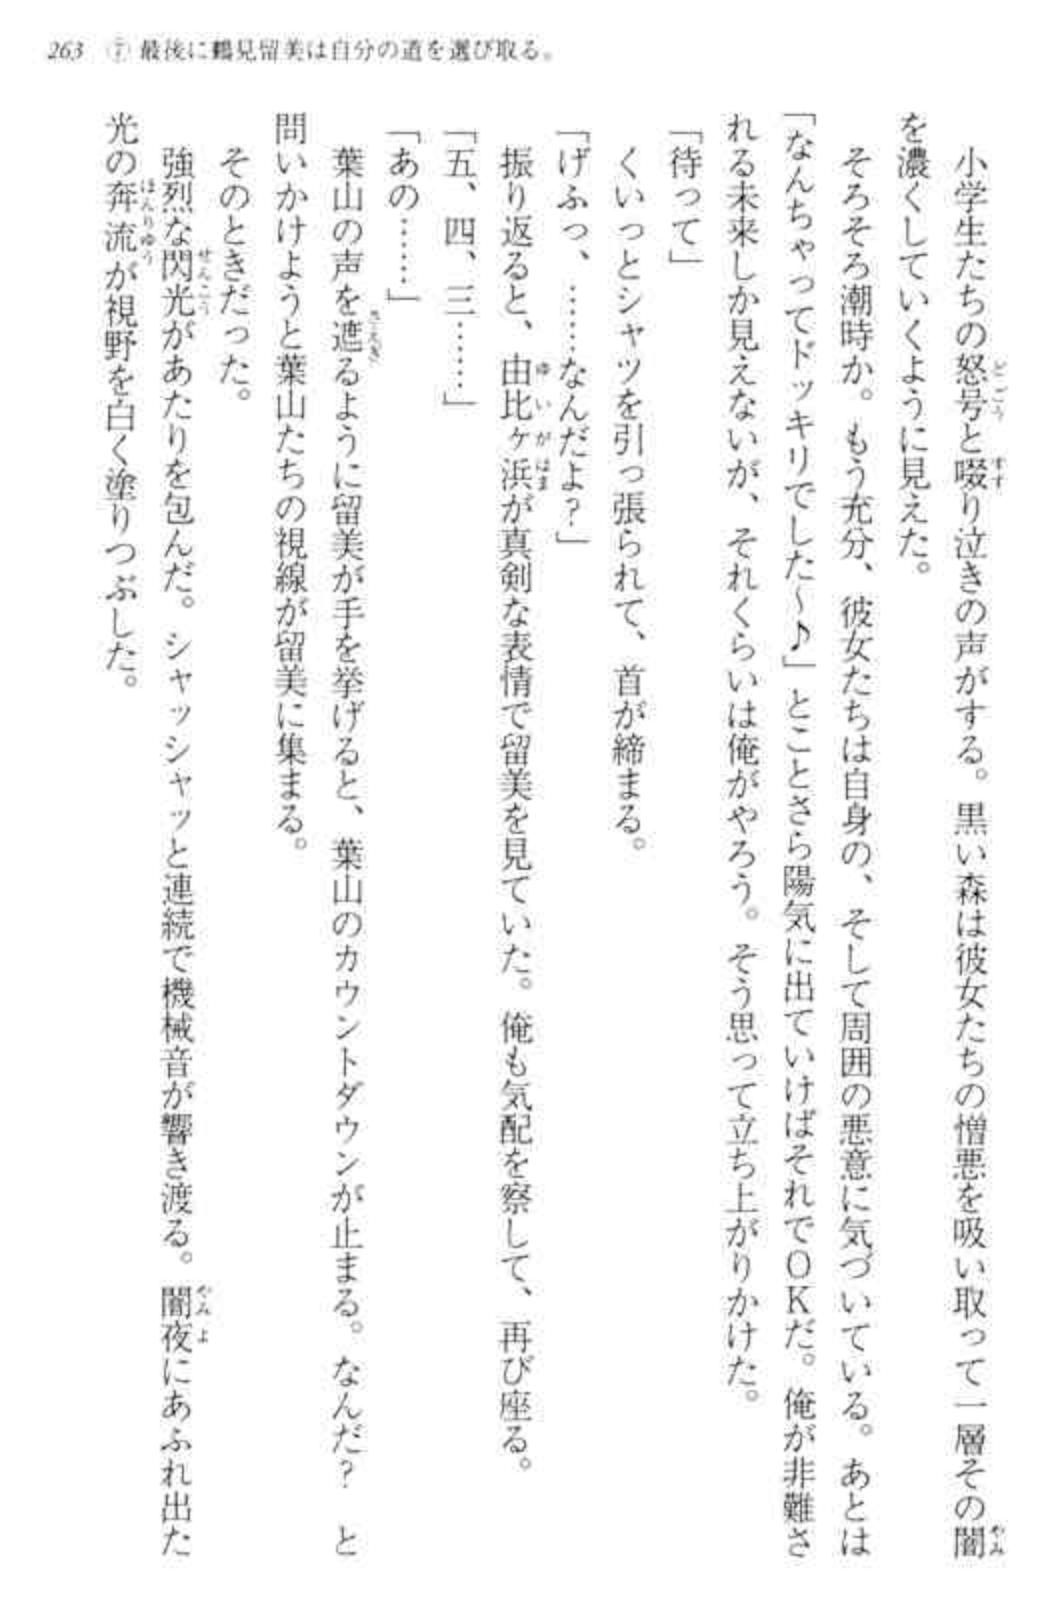 263 ⑦ 最後に鶴見留美は自分の道を選び取る。
　小学生たちの怒号と啜り泣きの声がする。黒い森は彼女たちの憎悪を吸い取って一層その闇
を濃くしていくように見えた。
　そろそろ潮時か。もう充分、彼女たちは自身の、そして周囲の悪意に気づいている。あとは
「なんちゃってドッキリでした～♪」とことさら陽気に出ていけばそれでＯＫだ。俺が非難さ
れる未来しか見えないが、それくらいは俺がやろう。そう思って立ち上がりかけた。
「待って」
　くいっとシャツを引っ張られて、首が締まる。
「げふっ、……なんだよ？」
　振り返ると、由比ヶ浜が真剣な表情で留美を見ていた。俺も気配を察して、再び座る。
「五、四、三……」
「あの……」
　葉山の声を遮るように留美が手を挙げると、葉山のカウントダウンが止まる。なんだ？　と
問いかけようと葉山たちの視線が留美に集まる。
　そのときだった。
　強烈な閃光があたりを包んだ。シャッシャッと連続で機械音が響き渡る。闇夜にあふれ出た
光の奔流が視野を白く塗りつぶした。